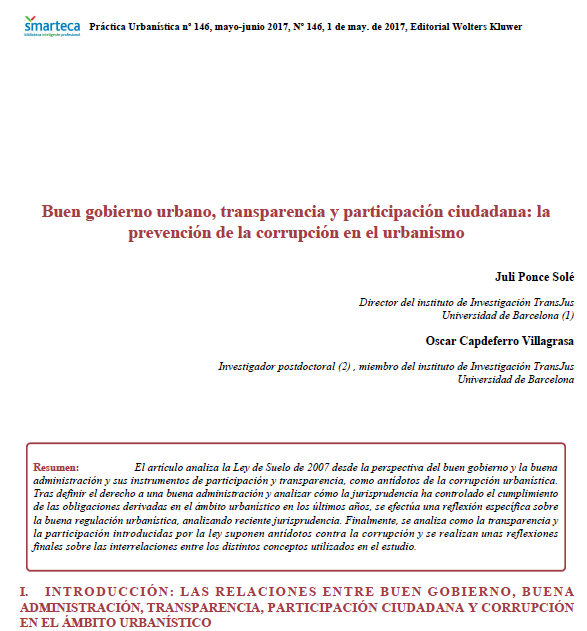 smarteca
biblioteca inteligente profesional
Práctica Urbanística nº 146, mayo-junio 2017, Nº 146, 1 de may. de 2017, Editorial Wolters Kluwer
Buen gobierno urbano, transparencia y participación ciudadana: la
prevención de la corrupción en el urbanismo
Juli Ponce Solé
Director del instituto de Investigación TransJus
Universidad de Barcelona (1)
Oscar Capdeferro Villagrasa
Investigador postdoctoral (2) , miembro del instituto de Investigación TransJus
Universidad de Barcelona
Resumen: El artículo analiza la Ley de Suelo de 2007 desde la perspectiva del buen gobierno y la buena
administración y sus instrumentos de participación y transparencia, como antídotos de la corrupción urbanística.
Tras definir el derecho a una buena administración y analizar cómo la jurisprudencia ha controlado el cumplimiento
de las obligaciones derivadas en el ámbito urbanístico en los últimos años, se efectúa una reflexión específica sobre
la buena regulación urbanística, analizando reciente jurisprudencia. Finalmente, se analiza como la transparencia y
la participación introducidas por la ley suponen antídotos contra la corrupción y se realizan unas reflexiones
finales sobre las interrelaciones entre los distintos conceptos utilizados en el estudio.
I. INTRODUCCIÓN: LAS RELACIONES ENTRE BUEN GOBIERNO, BUENA
ADMINISTRACIÓN, TRANSPARENCIA, PARTICIPACIÓN CIUDADANA Y CORRUPCIÓN
EN EL ÁMBITO URBANÍSTICO